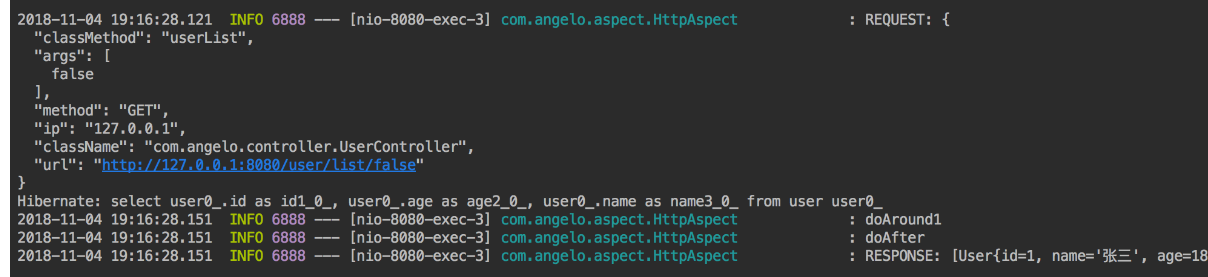 2018-11-04 19:16:28.121  INFO 6888 --- [nio-8080-exec-3] com.angelo.aspect.HttpAspect             : REQUEST: {
  "classMethod": "userList",
  "args": [
    false
  ],
  "method": "GET",
  "ip": "127.0.0.1",
  "className": "com.angelo.controller.UserController",
  "url": "http://127.0.0.1:8080/user/list/false"
}
Hibernate: select user0_.id as id1_0_, user0_.age as age2_0_, user0_.name as name3_0_ from user user0_
2018-11-04 19:16:28.151  INFO 6888 --- [nio-8080-exec-3] com.angelo.aspect.HttpAspect             : doAround1
2018-11-04 19:16:28.151  INFO 6888 --- [nio-8080-exec-3] com.angelo.aspect.HttpAspect             : doAfter
2018-11-04 19:16:28.151  INFO 6888 --- [nio-8080-exec-3] com.angelo.aspect.HttpAspect             : RESPONSE: [User{id=1, name='张三', age=18